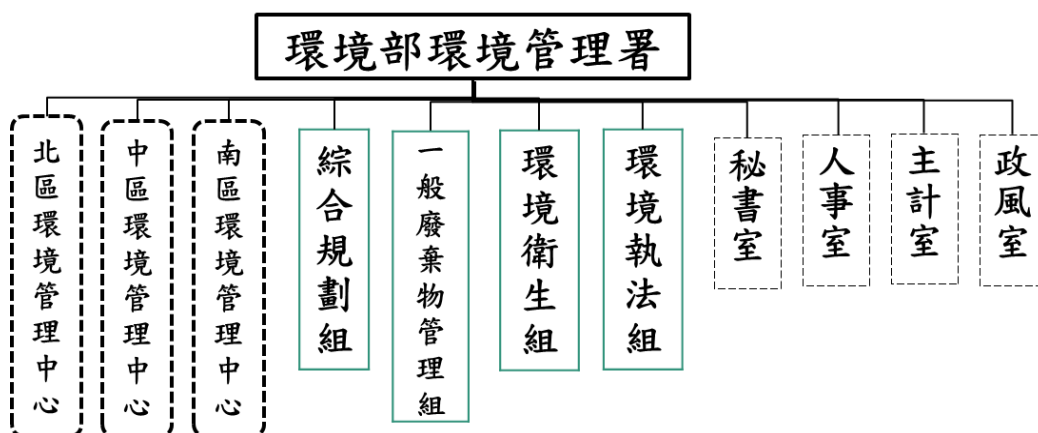 環境部環境管理署
北區環境管理中心
中區環境管理中心
南區環境管理中心
綜合規劃組
一般廢棄物管理組
環境衛生組
環境執法組
秘書室
人事室
主計室
政風室